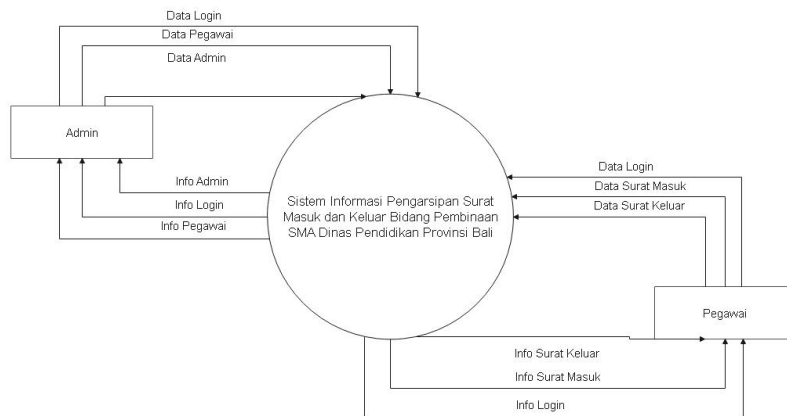 Data Login
Data Pegawai
Data Admin
Admin
Info Admin
Info Login
Info Pegawai
Sistem Informasi Pengarsipan Surat
Masuk dan Keluar Bidang Pembinaan
SMA Dinas Pendidikan Provinsi Bali
Data Login
Data Surat Masuk
Data Surat Keluar
Pegawai
Info Surat Keluar
Info Surat Masuk
Info Login